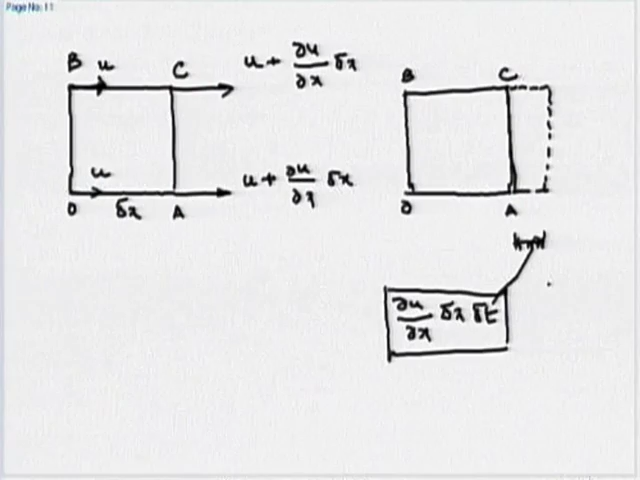 Page No: 11
B u C u + ∂u/∂x δx
O u δx A u + ∂u/∂x δx
B C
O A
∂u/∂x δx δt